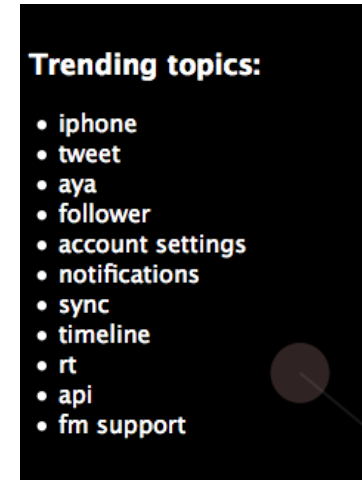 Trending topics:
• iphone
• tweet
• aya
• follower
• account settings
• notifications
• sync
• timeline
• rt
• api
• fm support